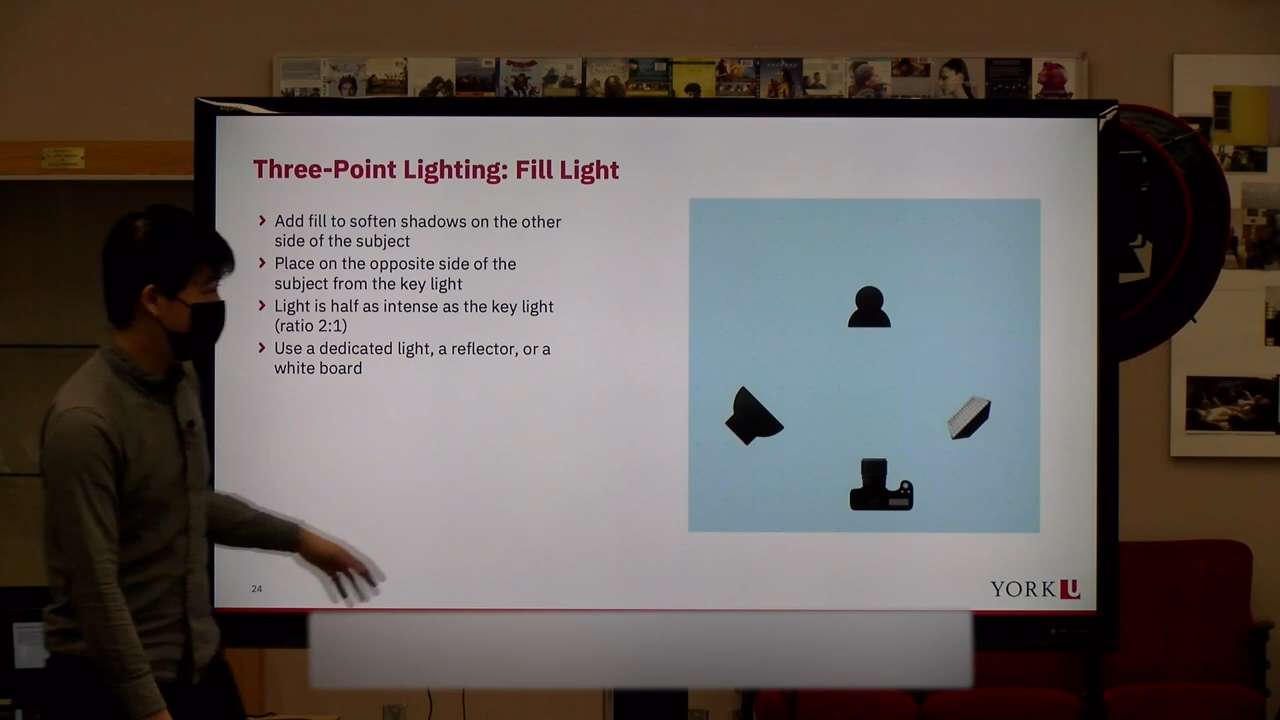 Three-Point Lighting: Fill Light
Add fill to soften shadows on the other
side of the subject
Place on the opposite side of the
subject from the key light
Light is half as intense as the key light
(ratio 2:1)
Use a dedicated light, a reflector, or a
white board
24
YORK U